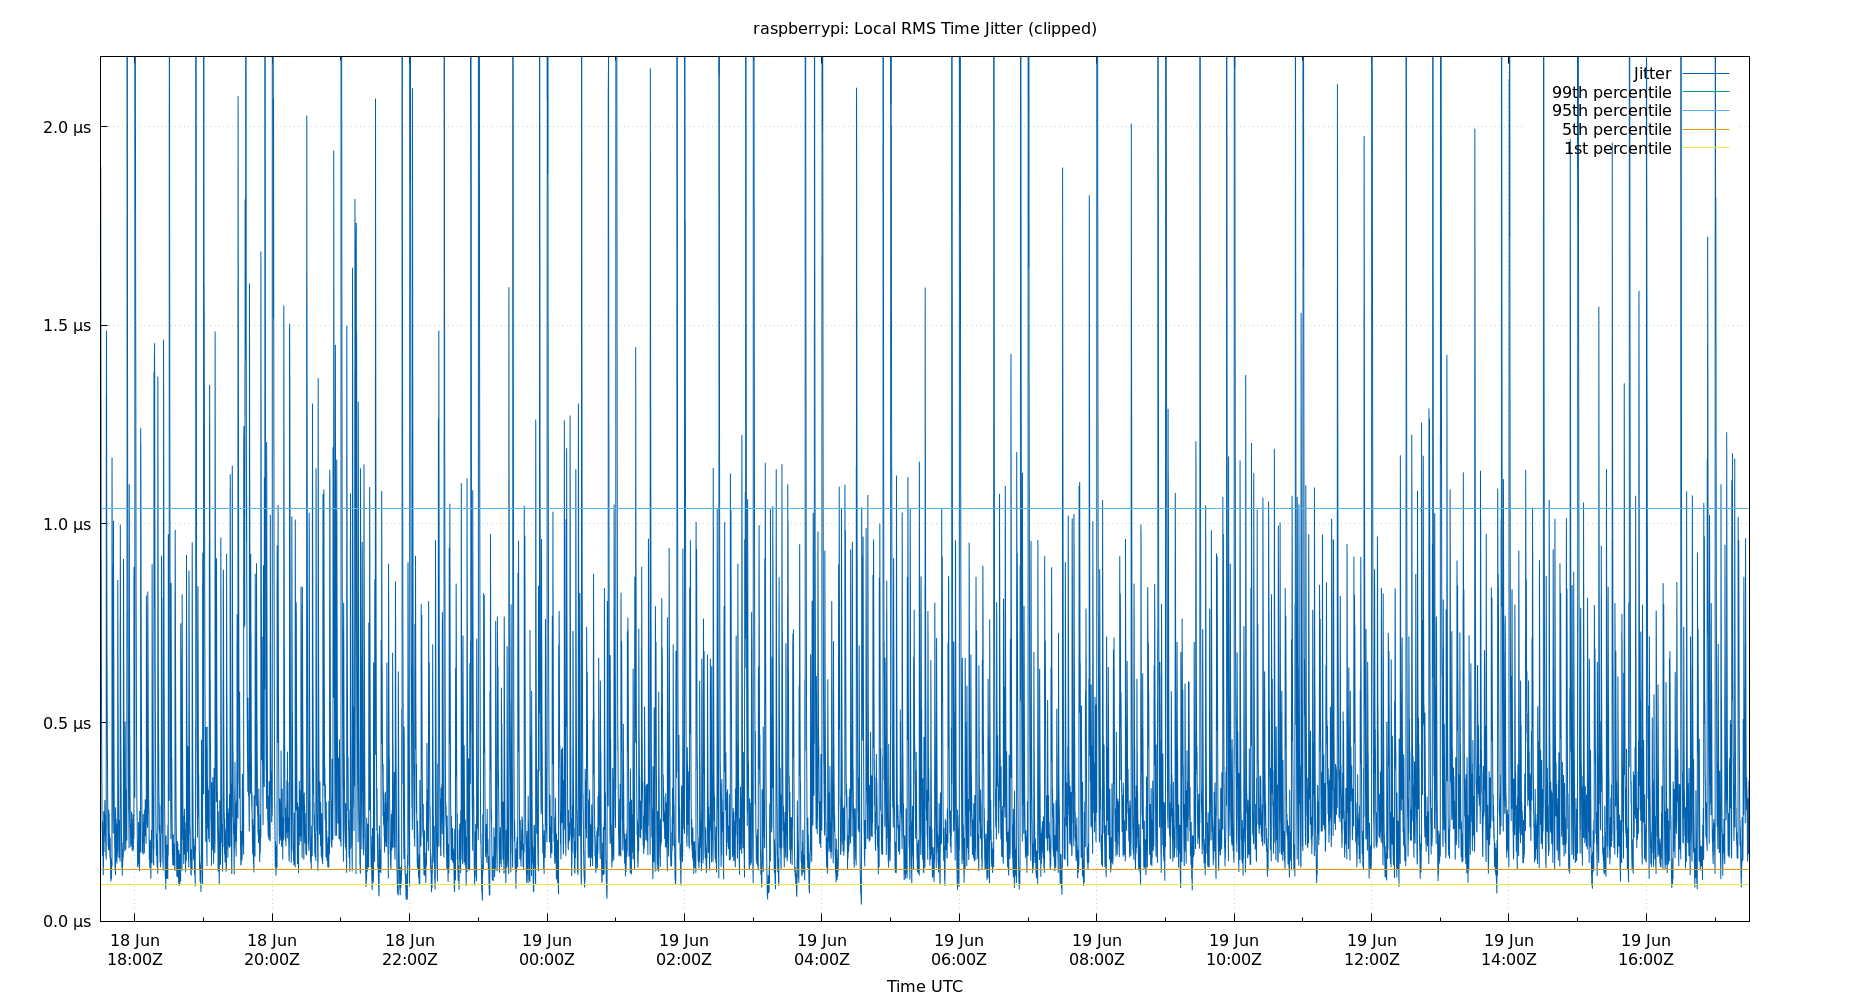 raspberrypi: Local RMS Time Jitter (clipped)
Jitter
99th percentile
95th percentile
5th percentile
1st percentile
2.0 µs
1.5 µs
1.0 µs
0.5 µs
0.0 µs
18 Jun 18 Jun 18 Jun 19 Jun 19 Jun 19 Jun 19 Jun 19 Jun 19 Jun 19 Jun 19 Jun 19 Jun
18:00Z 20:00Z 22:00Z 00:00Z 02:00Z 04:00Z 06:00Z 08:00Z 10:00Z 12:00Z 14:00Z 16:00Z
Time UTC